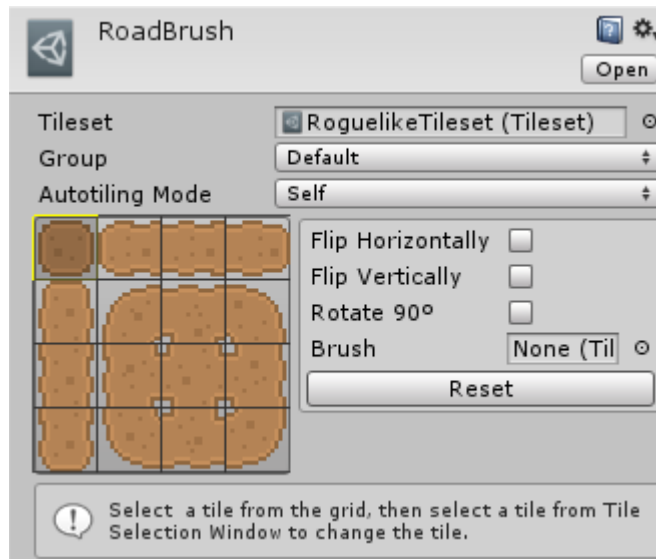 RoadBrush
Open
Tileset RoguelikeTileset (Tileset)
Group Default
Autotiling Mode Self
Flip Horizontally
Flip Vertically
Rotate 90º
Brush None (Til
Reset
Select a tile from the grid, then select a tile from Tile
Selection Window to change the tile.